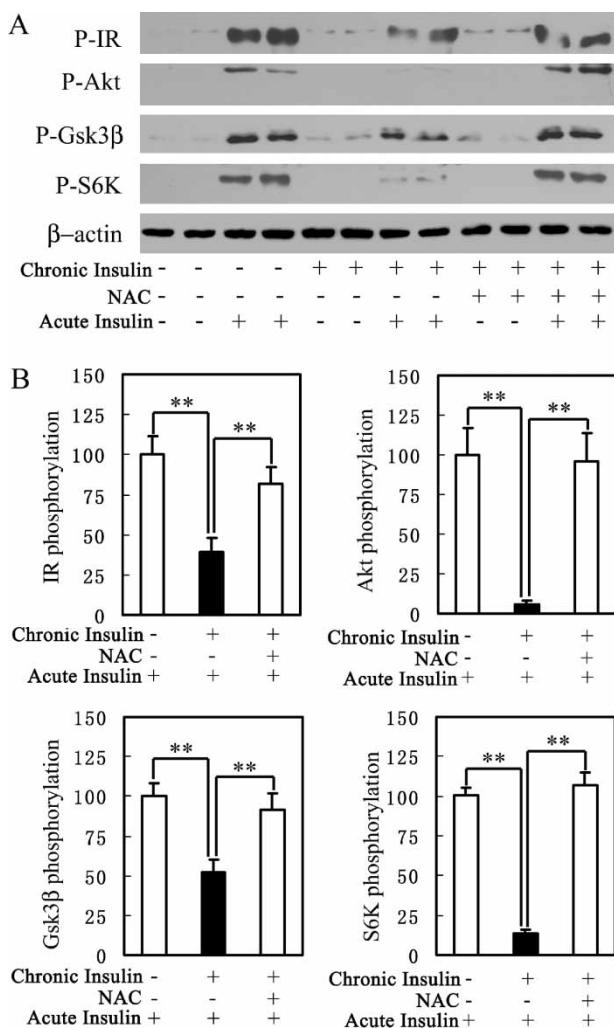 A
P-IR
P-Akt
P-Gsk3β
P-S6K
β–actin
Chronic Insulin - - - - + + + + + + + +
NAC - - - - - - - - + + + +
Acute Insulin - - + + - - + + - - + +
B
150
125
100
75
50
25
0
IR phosphorylation
** **
Chronic Insulin - + +
NAC - - +
Acute Insulin + + +
150
125
100
75
50
25
0
Akt phosphorylation
** **
Chronic Insulin - + +
NAC - - +
Acute Insulin + + +
150
125
100
75
50
25
0
Gsk3β phosphorylation
** **
Chronic Insulin - + +
NAC - - +
Acute Insulin + + +
150
125
100
75
50
25
0
S6K phosphorylation
** **
Chronic Insulin - + +
NAC - - +
Acute Insulin + + +